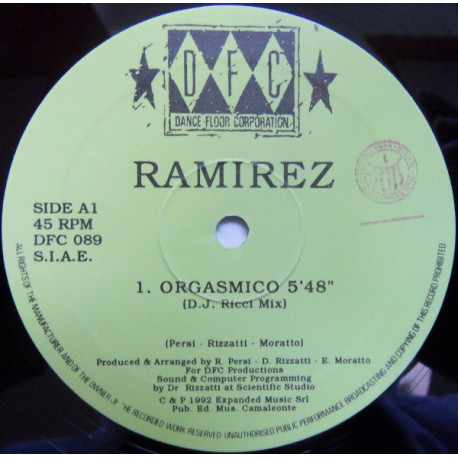 DFC
DANCE FLOOR CORPORATION
RAMIREZ
SIDE A1
45 RPM
DFC 089
S.I.A.E.
1. ORGASMICO 5'48"
(D.J. Ricci Mix)
(Persi - Rizzatti - Moratto)
Produced & Arranged by R. Persi - D. Rizzatti - E. Moratto
For DFC Productions
Sound & Computer Programming
by Dr Rizzatti at Scientific Studio
C & P 1992 Expanded Music Srl
Pub. Ed. Mus. Camaleonte
ALL RIGHTS OF THE MANUFACTURER AND OF THE OWNER OF THE RECORDED WORK RESERVED UNAUTHORISED PUBLIC PERFORMANCE BROADCASTING AND COPYING OF THIS RECORD PROHIBITED